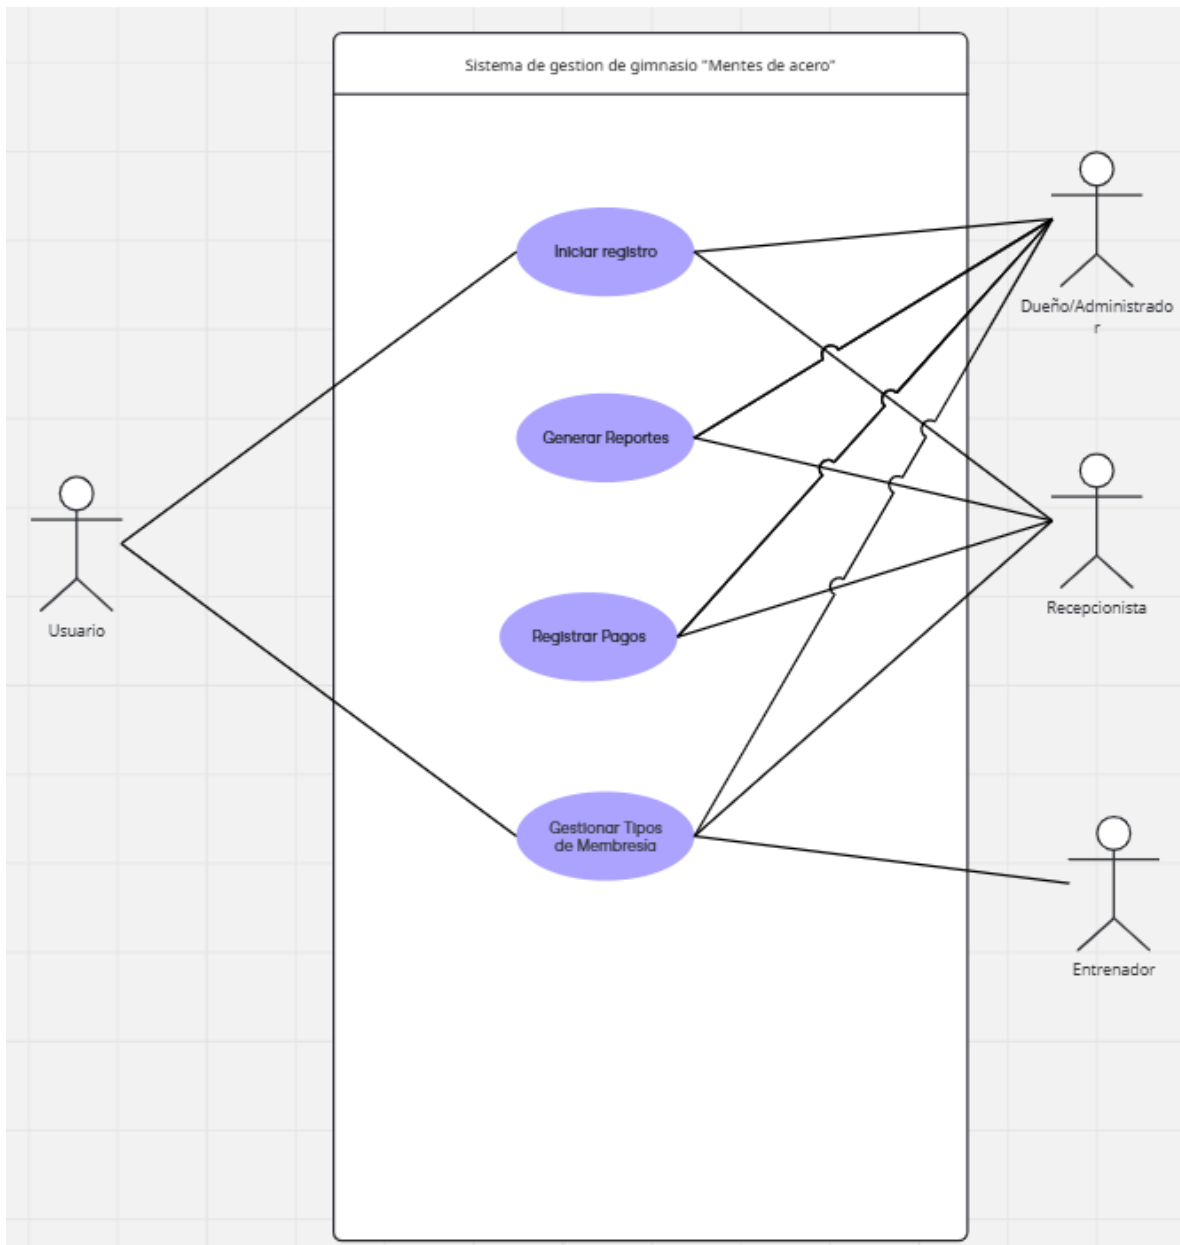 Sistema de gestion de gimnasio "Mentes de acero"
Iniciar registro
Dueño/Administrado
r
Generar Reportes
Recepcionista
Usuario
Registrar Pagos
Gestionar Tipos
de Membresía
Entrenador